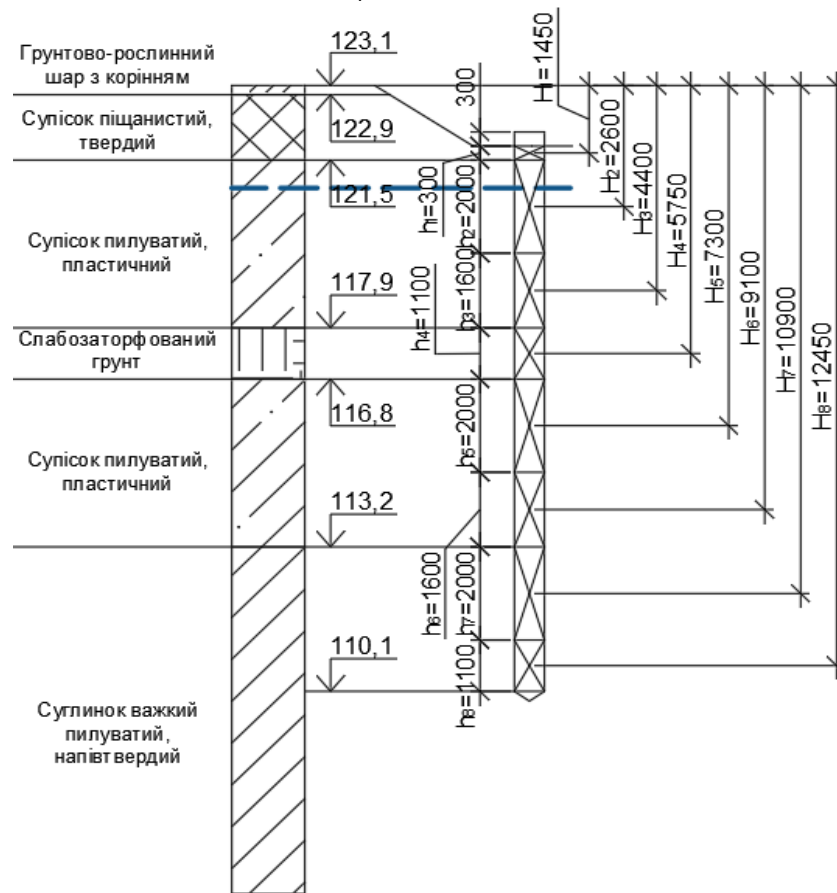 Грунтово-рослинний
шар з корінням
Супісок піщанистий,
твердий
Супісок пилуватий,
пластичний
Слабозаторфований
грунт
Супісок пилуватий,
пластичний
Суглинок важкий
пилуватий,
напівтвердий
123,1
122,9
121,5
117,9
116,8
113,2
110,1
300
h1=300
h2=2000
h3=1600
h4=1100
h5=2000
h6=1600
h7=2000
h8=1100
H1=1450
H2=2600
H3=4400
H4=5750
H5=7300
H6=9100
H7=10900
H8=12450